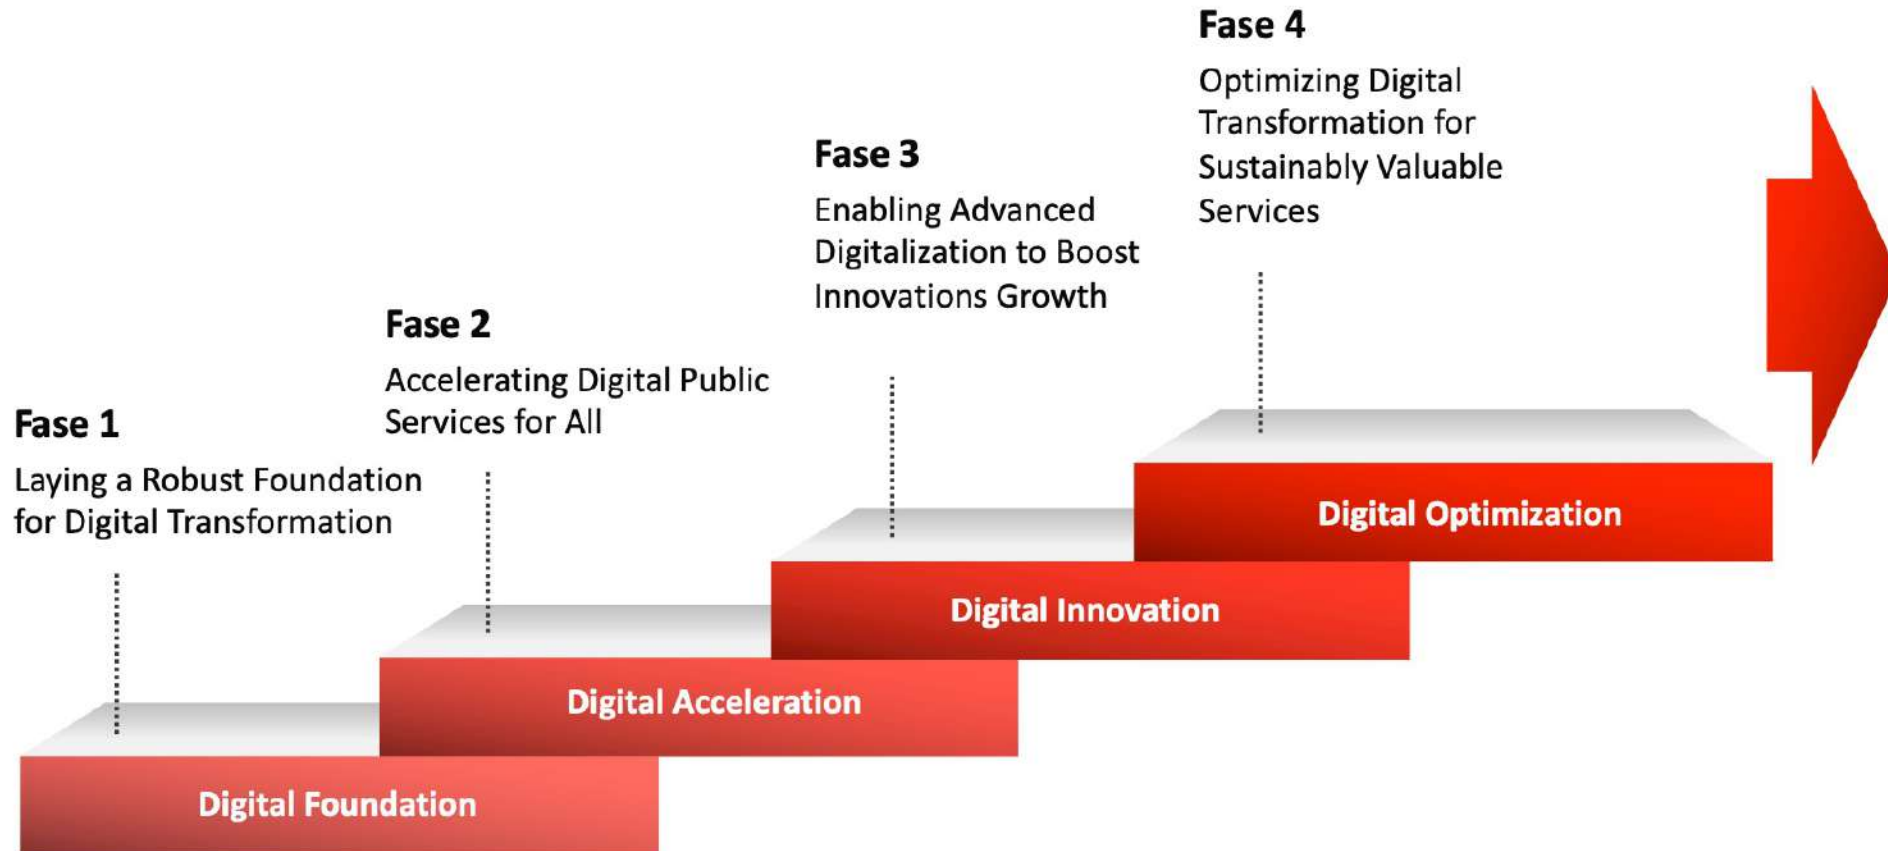 Fase 1
Laying a Robust Foundation
for Digital Transformation
Digital Foundation
Fase 2
Accelerating Digital Public
Services for All
Digital Acceleration
Fase 3
Enabling Advanced
Digitalization to Boost
Innovations Growth
Digital Innovation
Fase 4
Optimizing Digital
Transformation for
Sustainably Valuable
Services
Digital Optimization